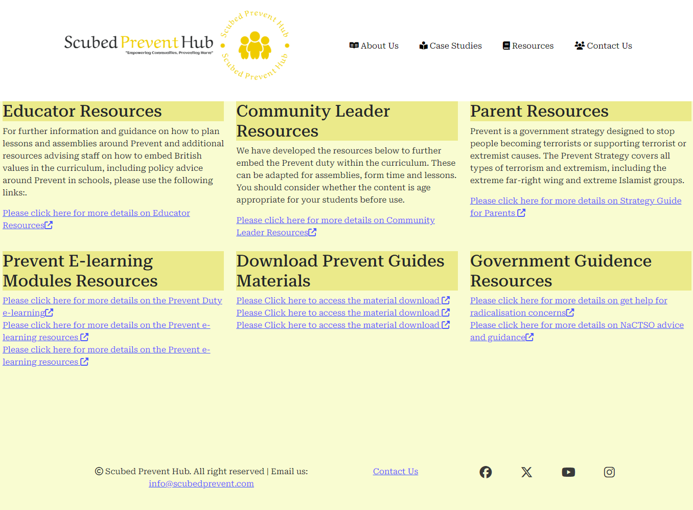 Scubed Prevent Hub
"Empowering Communities, Preventing Harm"
Scubed Prevent Hub
Scubed Prevent Hub
About Us
Case Studies
Resources
Contact Us
Educator Resources
For further information and guidance on how to plan
lessons and assemblies around Prevent and additional
resources advising staff on how to embed British
values in the curriculum, including policy advice
around Prevent in schools, please use the following
links:.
Please click here for more details on Educator
Resources
Community Leader
Resources
We have developed the resources below to further
embed the Prevent duty within the curriculum. These
can be adapted for assemblies, form time and lessons.
You should consider whether the content is age
appropriate for your students before use.
Please click here for more details on Community
Leader Resources
Parent Resources
Prevent is a government strategy designed to stop
people becoming terrorists or supporting terrorist or
extremist causes. The Prevent Strategy covers all
types of terrorism and extremism, including the
extreme far-right wing and extreme Islamist groups.
Please click here for more details on Strategy Guide
for Parents
Prevent E-learning
Modules Resources
Please click here for more details on the Prevent Duty
e-learning
Please click here for more details on the Prevent e-
learning resources
Please click here for more details on the Prevent e-
learning resources
Download Prevent Guides
Materials
Please Click here to access the material download
Please Click here to access the material download
Please Click here to access the material download
Government Guidence
Resources
Please click here for more details on get help for
radicalisation concerns
Please click here for more details on NaCTSO advice
and guidance
© Scubed Prevent Hub. All right reserved | Email us:
info@scubedprevent.com
Contact Us